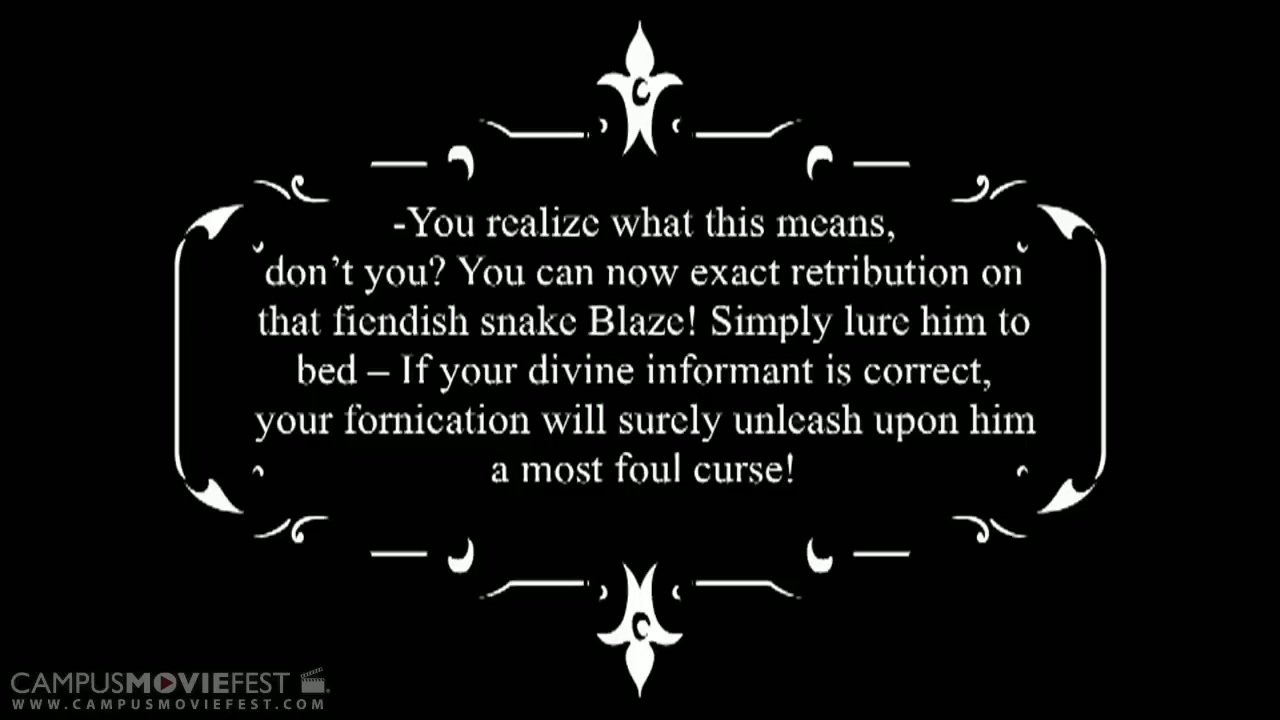 -You realize what this means,
don't you? You can now exact retribution on
that fiendish snake Blaze! Simply lure him to
bed – If your divine informant is correct,
your fornication will surely unleash upon him
a most foul curse!
CAMPUSMOVIEFEST
WWW.CAMPUSMOVIEFEST.COM